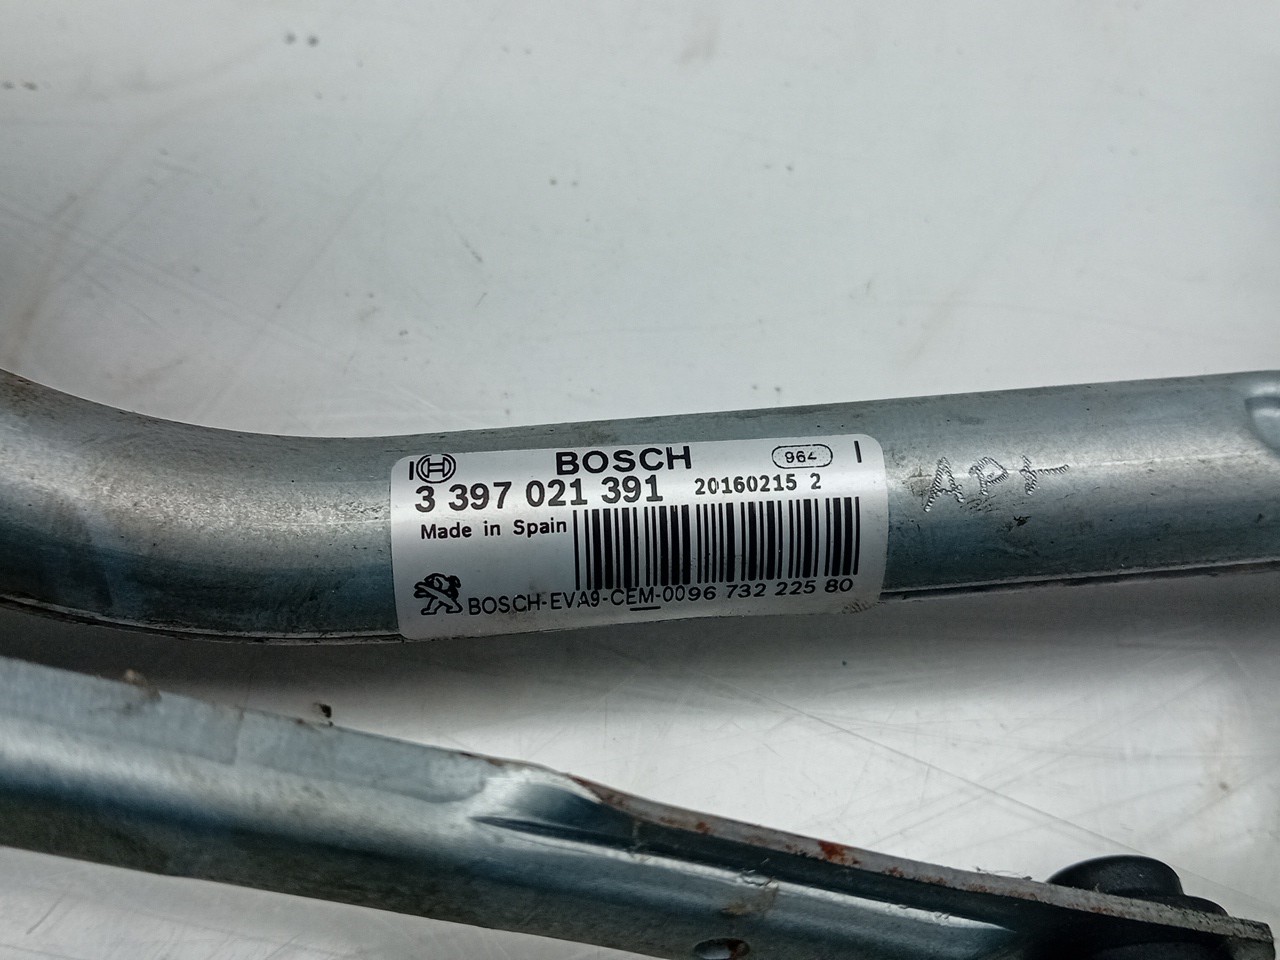 BOSCH 964
3 397 021 391 20160215 2
Made in Spain
BOSCH-EVA9-CEM-0096 732 225 80